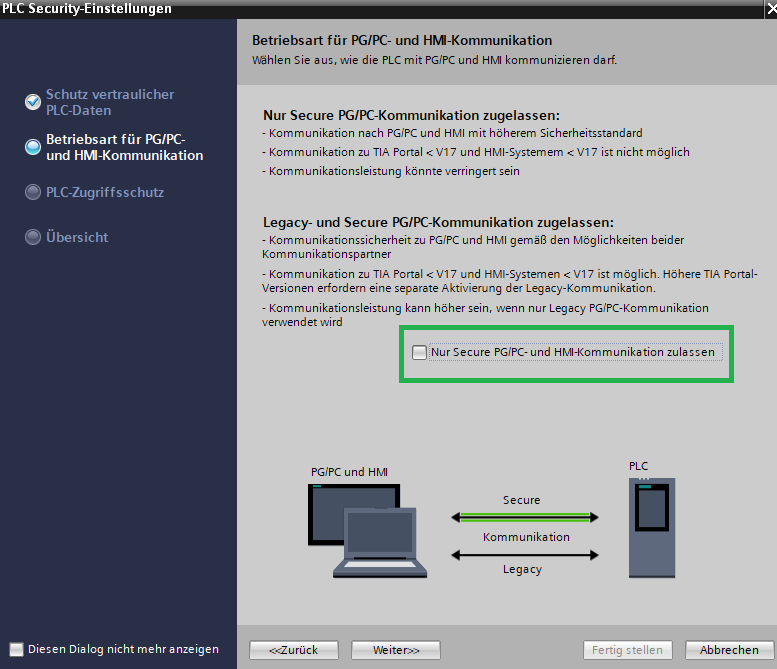 PLC Security-Einstellungen
Schutz vertraulicher
PLC-Daten
Betriebsart für PG/PC-
und HMI-Kommunikation
PLC-Zugriffsschutz
Übersicht
Diesen Dialog nicht mehr anzeigen
Betriebsart für PG/PC- und HMI-Kommunikation
Wählen Sie aus, wie die PLC mit PG/PC und HMI kommunizieren darf.
Nur Secure PG/PC-Kommunikation zugelassen:
- Kommunikation nach PG/PC und HMI mit höherem Sicherheitsstandard
- Kommunikation zu TIA Portal < V17 und HMI-Systemem < V17 ist nicht möglich
- Kommunikationsleistung könnte verringert sein
Legacy- und Secure PG/PC-Kommunikation zugelassen:
- Kommunikationssicherheit zu PG/PC und HMI gemäß den Möglichkeiten beider
Kommunikationspartner
- Kommunikation zu TIA Portal < V17 und HMI-Systemen < V17 ist möglich. Höhere TIA Portal-
Versionen erfordern eine separate Aktivierung der Legacy-Kommunikation.
- Kommunikationsleistung kann höher sein, wenn nur Legacy PG/PC-Kommunikation
verwendet wird
Nur Secure PG/PC- und HMI-Kommunikation zulassen
PG/PC und HMI
PLC
Secure
Kommunikation
Legacy
<<Zurück
Weiter>>
Fertig stellen
Abbrechen